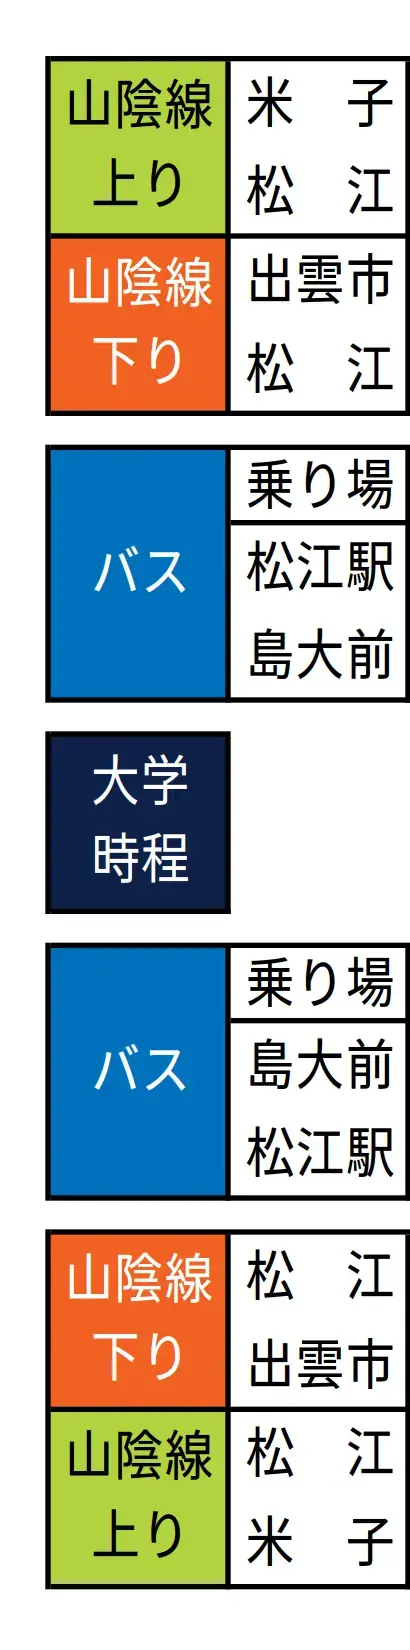 山陰線
上り
米　子
松　江
山陰線
下り
出雲市
松　江
バス
乗り場
松江駅
島大前
大学
時程
バス
乗り場
島大前
松江駅
山陰線
下り
松　江
出雲市
山陰線
上り
松　江
米　子